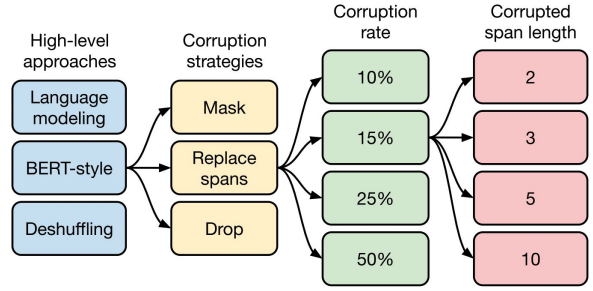 High-level
approaches
Language
modeling
BERT-style
Deshuffling
Corruption
strategies
Mask
Replace
spans
Drop
Corruption
rate
10%
15%
25%
50%
Corrupted
span length
2
3
5
10